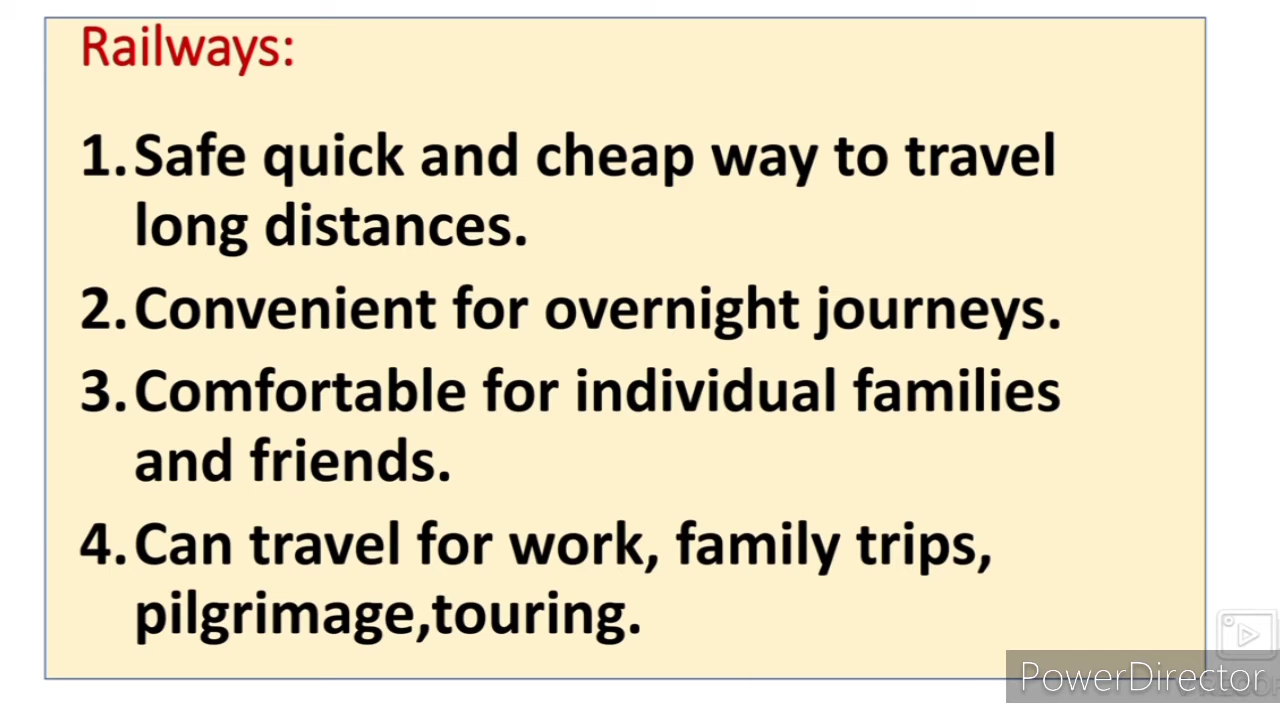 Railways:
1. Safe quick and cheap way to travel
long distances.
2. Convenient for overnight journeys.
3. Comfortable for individual families
and friends.
4. Can travel for work, family trips,
pilgrimage,touring.
PowerDirector